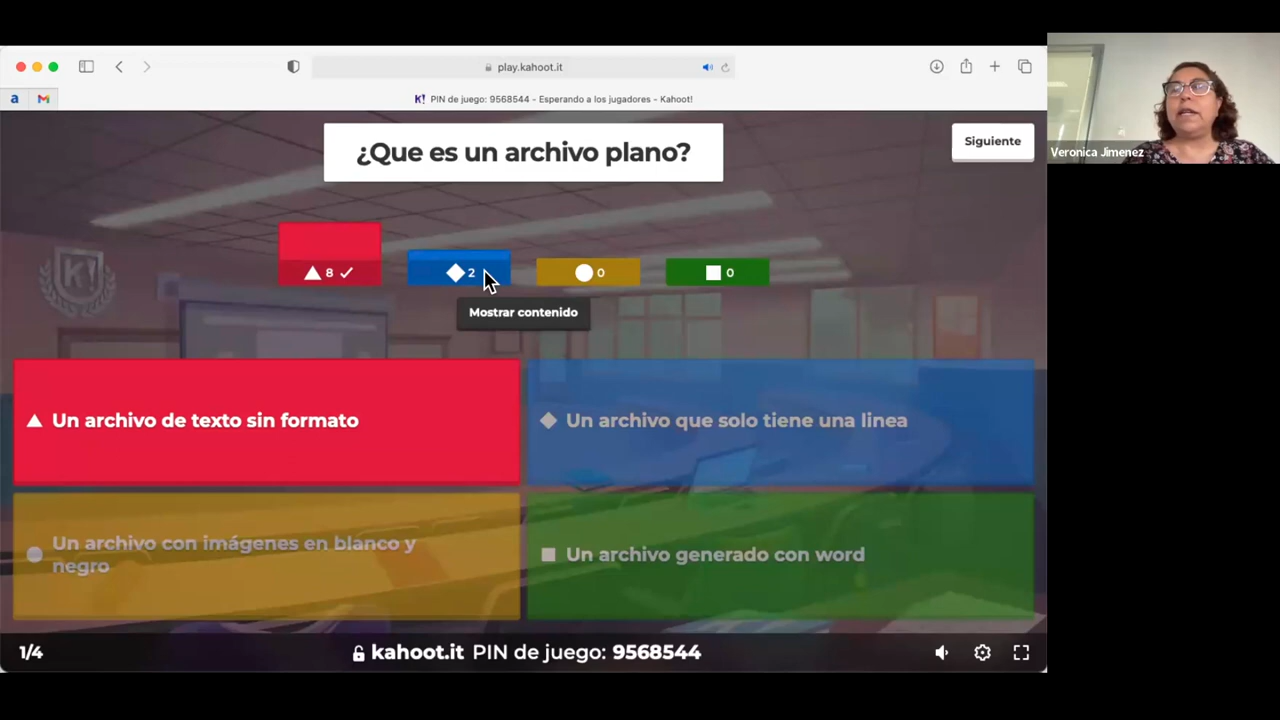 play.kahoot.it
a
K! PIN de juego: 9568544 - Esperando a los jugadores - Kahoot!
¿Que es un archivo plano?
Siguiente
Veronica Jimenez
K!
8
2
0
0
Mostrar contenido
Un archivo de texto sin formato
Un archivo que solo tiene una linea
Un archivo con imágenes en blanco y
negro
Un archivo generado con word
1/4
kahoot.it PIN de juego: 9568544